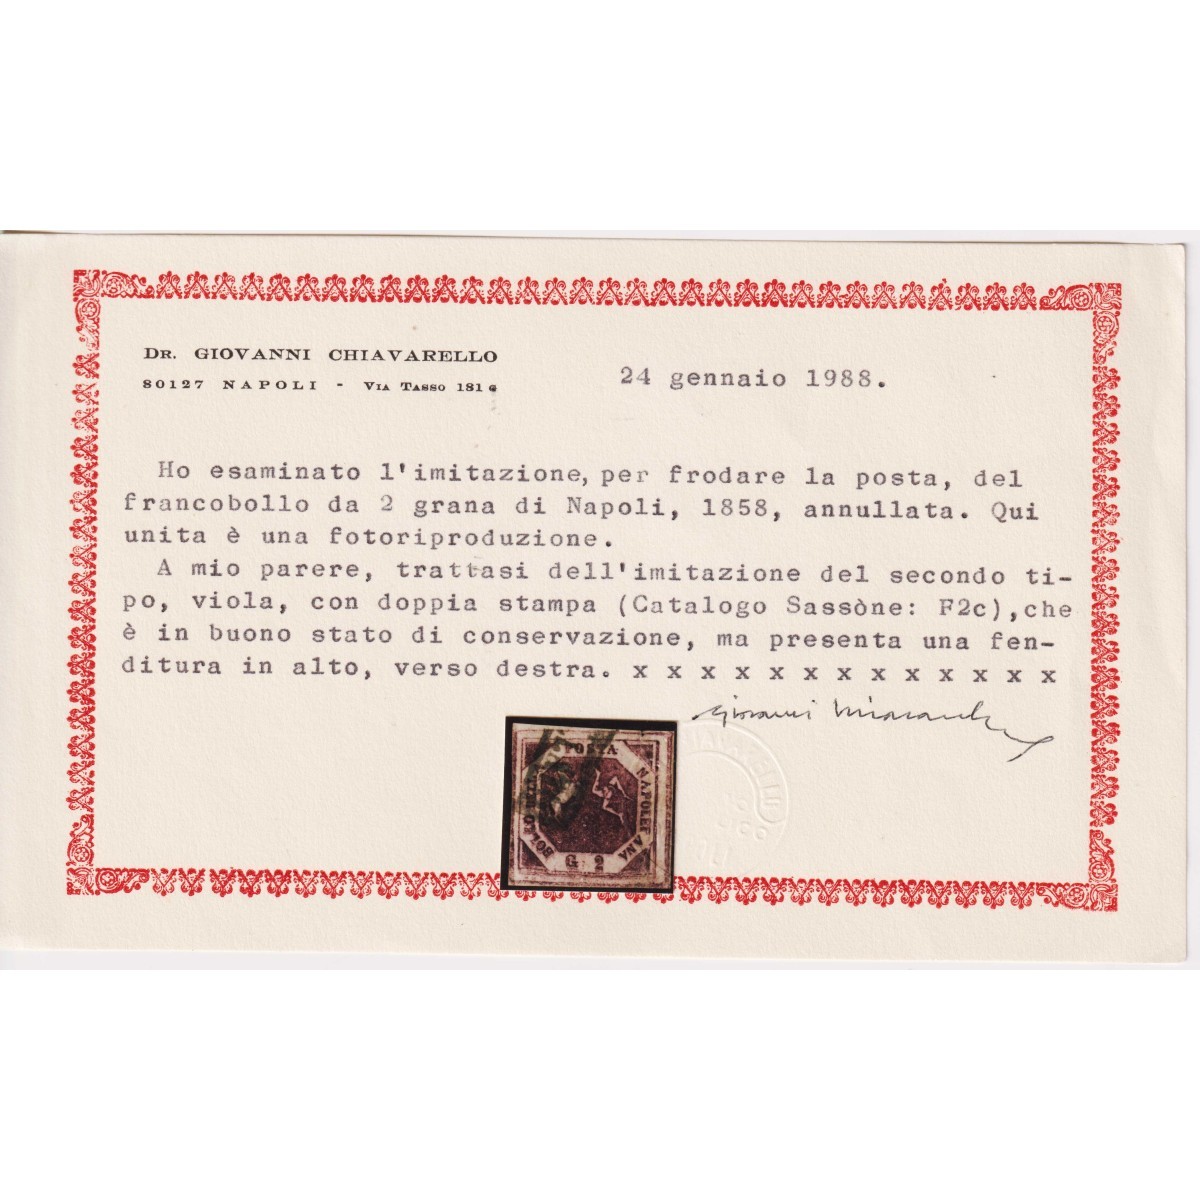 DR. GIOVANNI CHIAVARELLO
80127 NAPOLI - VIA TASSO 181 G
24 gennaio 1988.
Ho esaminato l'imitazione, per frodare la posta, del
francobollo da 2 grana di Napoli, 1858, annullata. Qui
unita è una fotoriproduzione.
A mio parere, trattasi dell'imitazione del secondo ti-
po, viola, con doppia stampa (Catalogo Sassòne: F2c), che
è in buono stato di conservazione, ma presenta una fen-
ditura in alto, verso destra. x x x x x x x x x x x x x
Giovanni Chiavarello
POSTA NAPOLETANA
G. 2